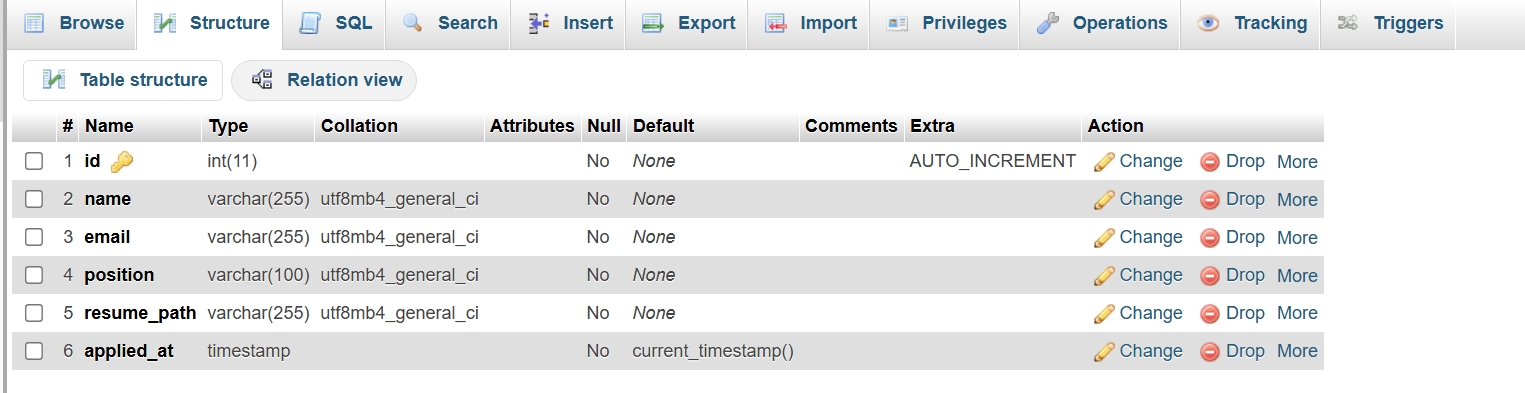 Browse Structure SQL Search Insert Export Import Privileges Operations Tracking Triggers
Table structure Relation view
# Name Type Collation Attributes Null Default Comments Extra Action
1 id int(11) No None AUTO_INCREMENT Change Drop More
2 name varchar(255) utf8mb4_general_ci No None Change Drop More
3 email varchar(255) utf8mb4_general_ci No None Change Drop More
4 position varchar(100) utf8mb4_general_ci No None Change Drop More
5 resume_path varchar(255) utf8mb4_general_ci No None Change Drop More
6 applied_at timestamp No current_timestamp() Change Drop More